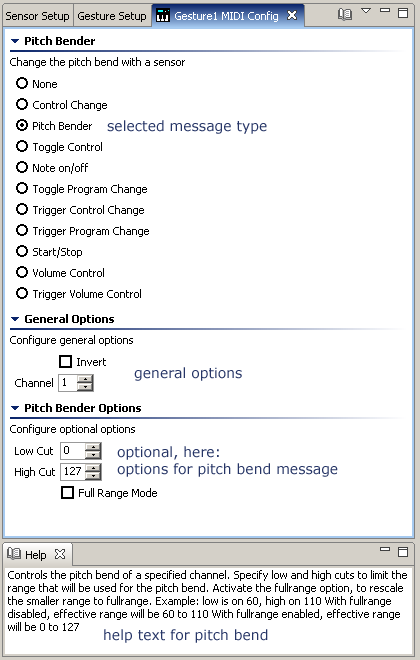 Sensor Setup Gesture Setup Gesture1 MIDI Config
Pitch Bender
Change the pitch bend with a sensor
None
Control Change
Pitch Bender selected message type
Toggle Control
Note on/off
Toggle Program Change
Trigger Control Change
Trigger Program Change
Start/Stop
Volume Control
Trigger Volume Control
General Options
Configure general options
Invert
Channel 1 general options
Pitch Bender Options
Configure optional options
Low Cut 0 optional, here:
High Cut 127 options for pitch bend message
Full Range Mode
Help
Controls the pitch bend of a specified channel. Specify low and high cuts to limit the
range that will be used for the pitch bend. Activate the fullrange option, to rescale
the smaller range to fullrange. Example: low is on 60, high on 110 With fullrange
disabled, effective range will be 60 to 110 With fullrange enabled, effective range
will be 0 to 127
help text for pitch bend